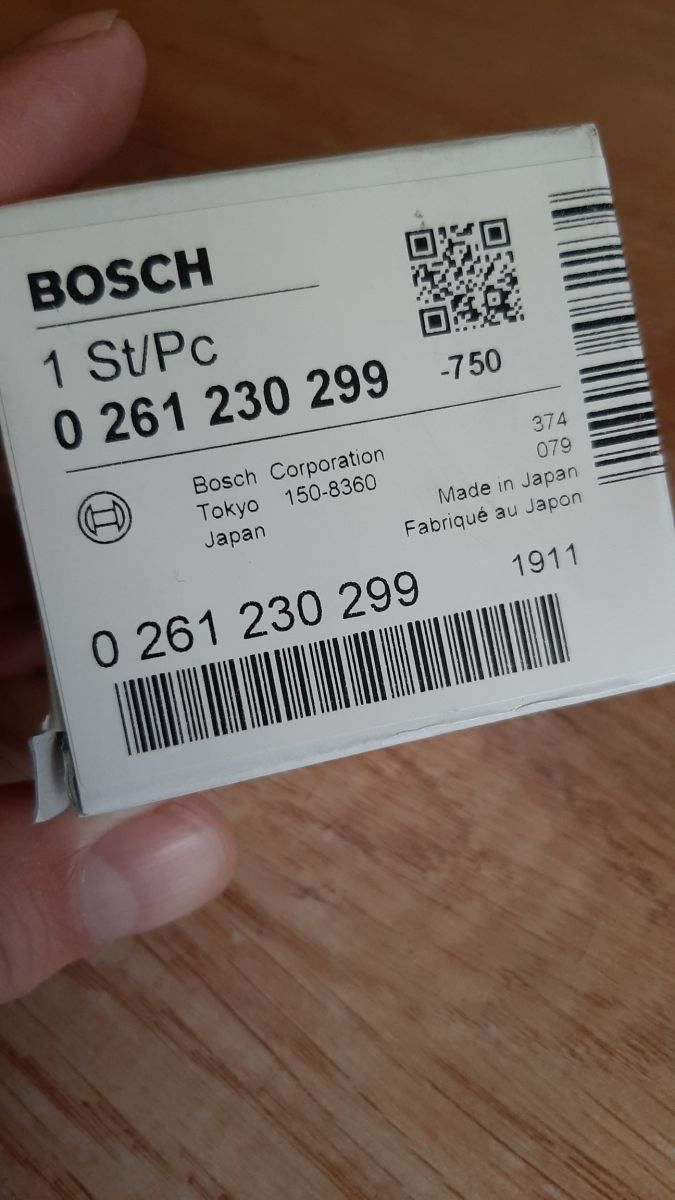 BOSCH
1 St/Pc
0 261 230 299
-750
Bosch Corporation
Tokyo 150-8360
Japan
374
079
Made in Japan
Fabriqué au Japon
1911
0 261 230 299